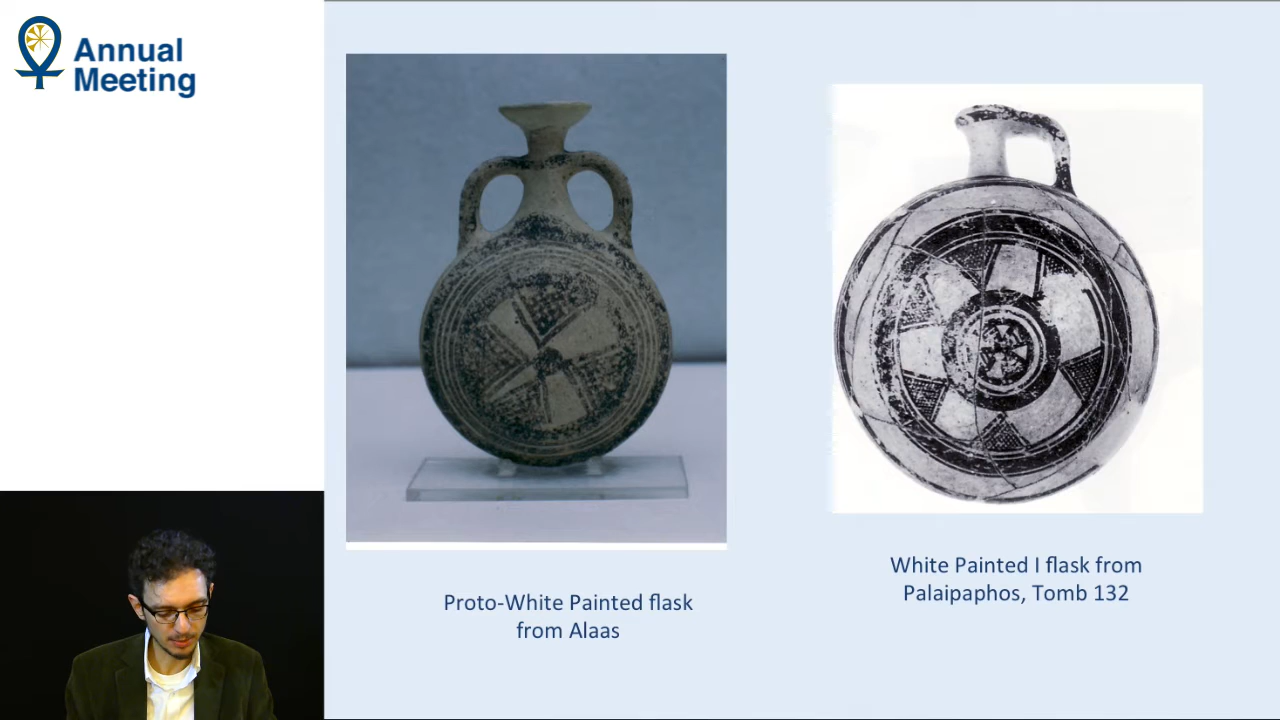 Annual
Meeting
Proto-White Painted flask
from Alaas
White Painted I flask from
Palaipaphos, Tomb 132